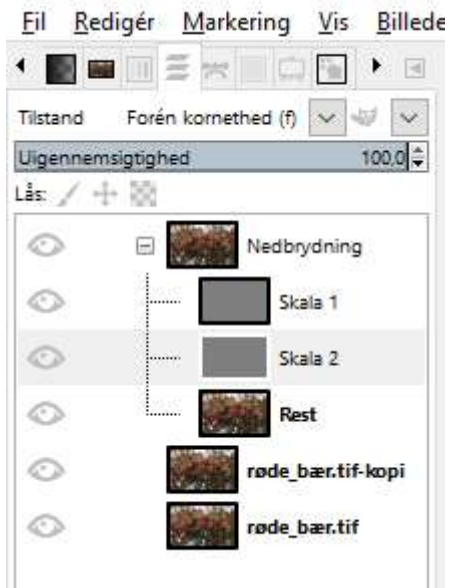 Fil Redigér Markering Vis Billede
Tilstand Forén kornethed (f)
Uigennemsigtighed 100,0
Lås:
Nedbrydning
Skala 1
Skala 2
Rest
røde_bær.tif-kopi
røde_bær.tif